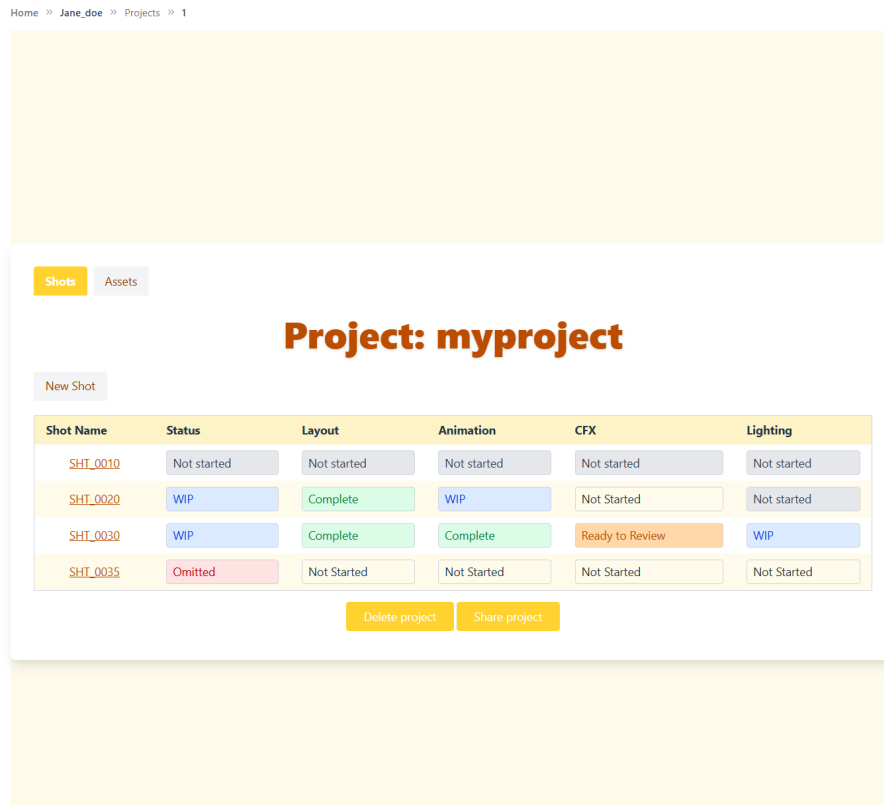 Home » Jane_doe » Projects » 1
Shots Assets
Project: myproject
New Shot
Shot Name Status Layout Animation CFX Lighting
SHT_0010 Not started Not started Not started Not started Not started
SHT_0020 WIP Complete WIP Not Started Not started
SHT_0030 WIP Complete Complete Ready to Review WIP
SHT_0035 Omitted Not Started Not Started Not Started Not Started
Delete project Share project